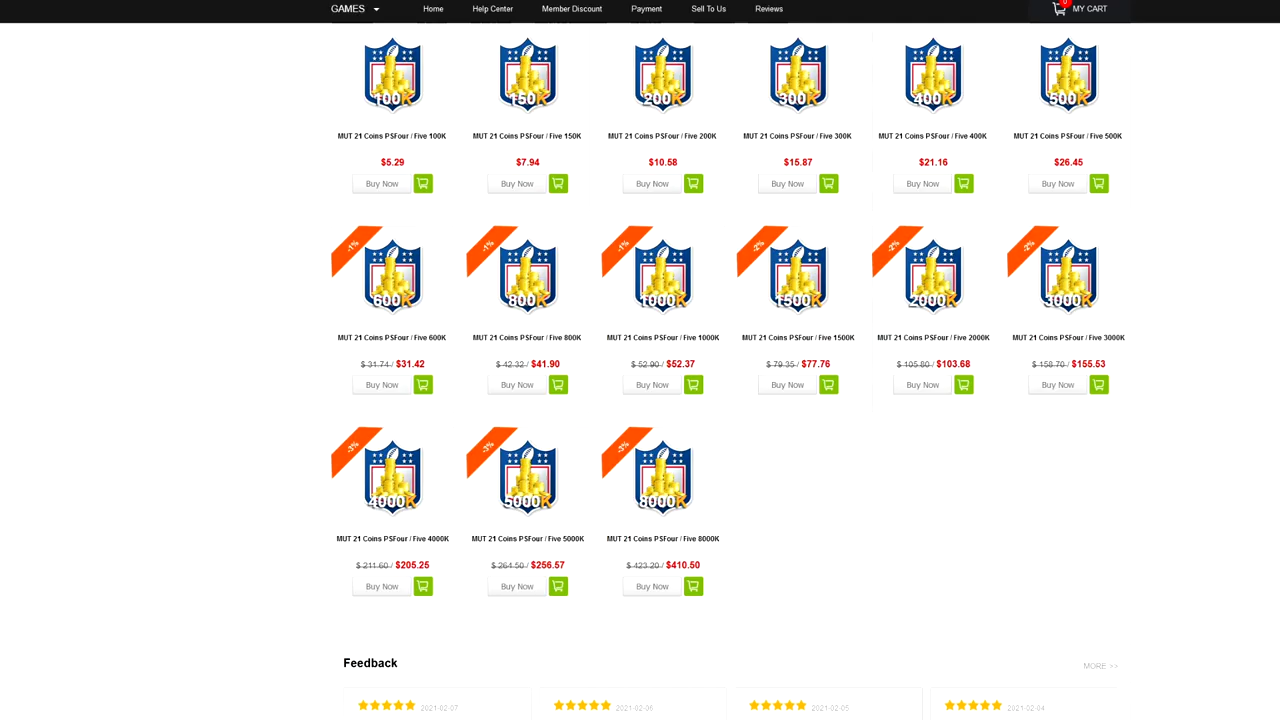 GAMES Home Help Center Member Discount Payment Sell To Us Reviews 0 MY CART
100K 150K 200K 300K 400K 500K
MUT 21 Coins PSFour / Five 100K MUT 21 Coins PSFour / Five 150K MUT 21 Coins PSFour / Five 200K MUT 21 Coins PSFour / Five 300K MUT 21 Coins PSFour / Five 400K MUT 21 Coins PSFour / Five 500K
$5.29 $7.94 $10.58 $15.87 $21.16 $26.45
Buy Now Buy Now Buy Now Buy Now Buy Now Buy Now
-1% -1% -1% -2% -2% -2%
600K 800K 1000K 1500K 2000K 3000K
MUT 21 Coins PSFour / Five 600K MUT 21 Coins PSFour / Five 800K MUT 21 Coins PSFour / Five 1000K MUT 21 Coins PSFour / Five 1500K MUT 21 Coins PSFour / Five 2000K MUT 21 Coins PSFour / Five 3000K
$ 31.74 / $31.42 $ 42.32 / $41.90 $ 52.90 / $52.37 $ 79.35 / $77.76 $ 105.80 / $103.68 $ 158.70 / $155.53
Buy Now Buy Now Buy Now Buy Now Buy Now Buy Now
-3% -3% -3%
4000K 5000K 8000K
MUT 21 Coins PSFour / Five 4000K MUT 21 Coins PSFour / Five 5000K MUT 21 Coins PSFour / Five 8000K
$ 211.60 / $205.25 $ 264.50 / $256.57 $ 423.20 / $410.50
Buy Now Buy Now Buy Now
Feedback MORE >>
2021-02-07 2021-02-06 2021-02-05 2021-02-04